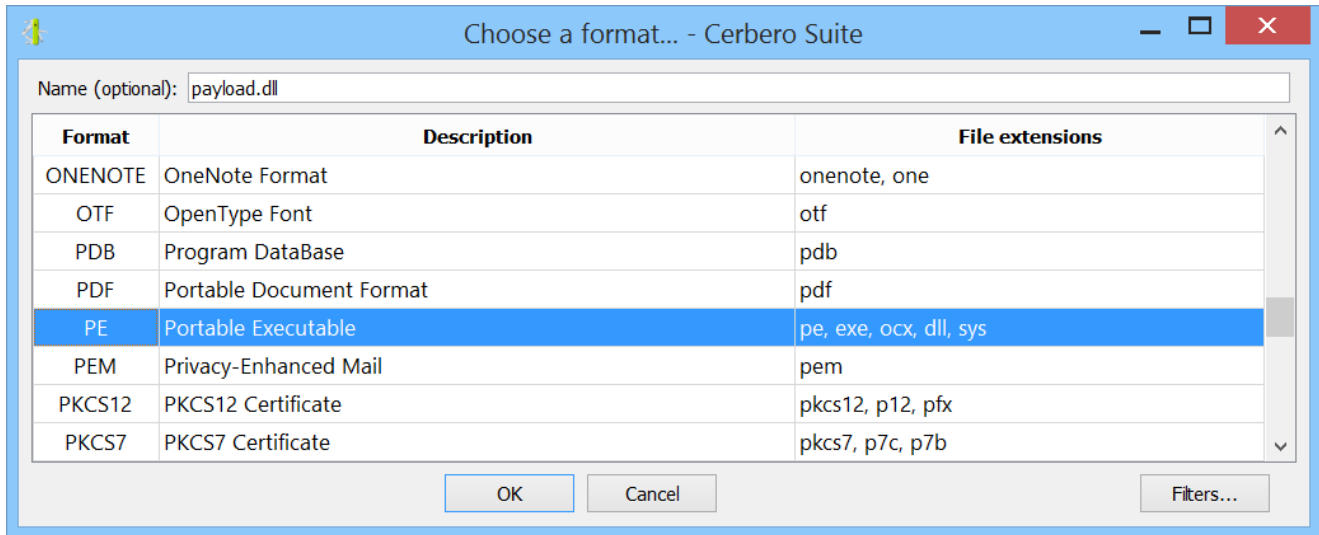 Choose a format... - Cerbero Suite
Name (optional): payload.dll
Format Description File extensions
ONENOTE OneNote Format onenote, one
OTF OpenType Font otf
PDB Program DataBase pdb
PDF Portable Document Format pdf
PE Portable Executable pe, exe, ocx, dll, sys
PEM Privacy-Enhanced Mail pem
PKCS12 PKCS12 Certificate pkcs12, p12, pfx
PKCS7 PKCS7 Certificate pkcs7, p7c, p7b
OK Cancel Filters...